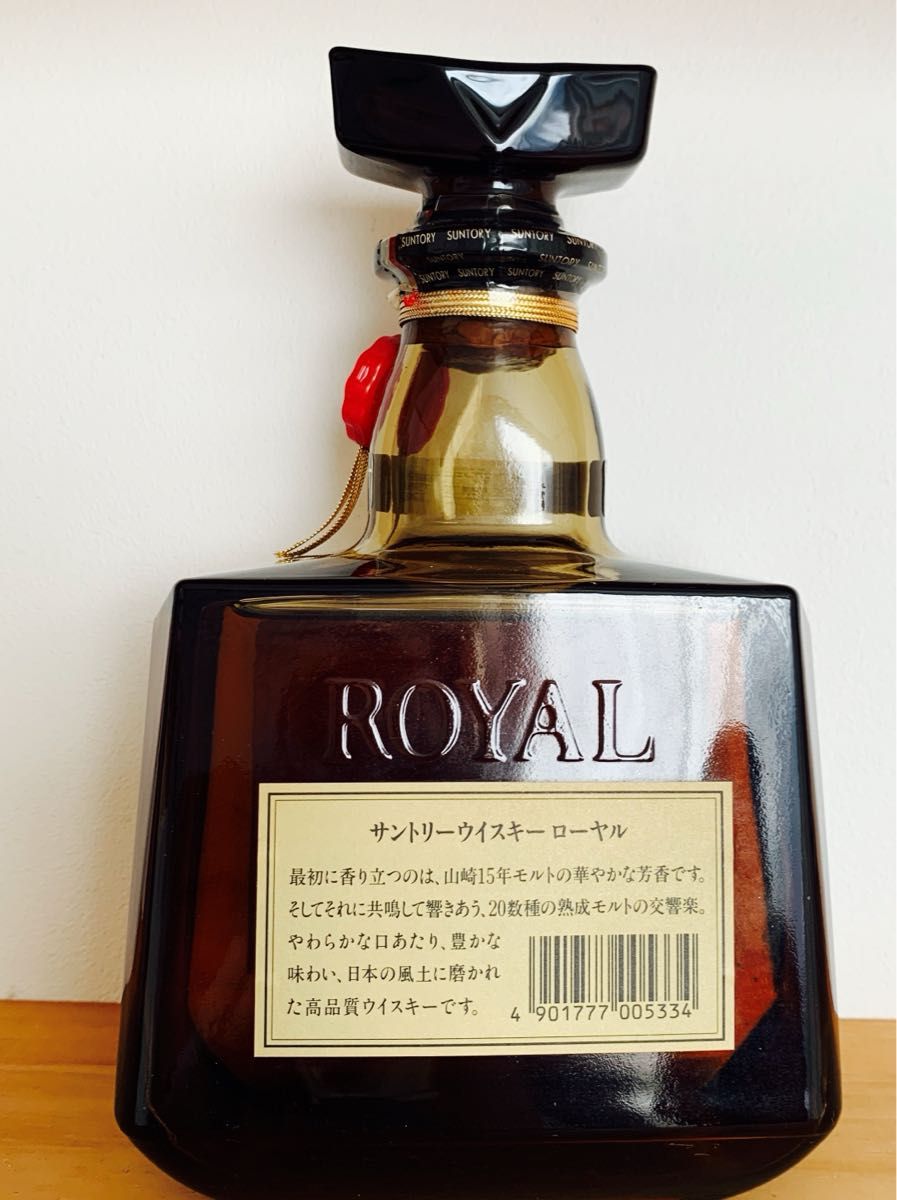 SUNTORY SUNTORY SUNTORY SUNTORY
SUNTORY SUNTORY
SUNTORY SUNTORY SUNTORY SUNTORY
ROYAL
サントリーウイスキー ローヤル
最初に香り立つのは、山崎15年モルトの華やかな芳香です。
そしてそれに共鳴して響きあう、20数種の熟成モルトの交響楽。
やわらかな口あたり、豊かな
味わい、日本の風土に磨かれ
た高品質ウイスキーです。
4 901777 005334